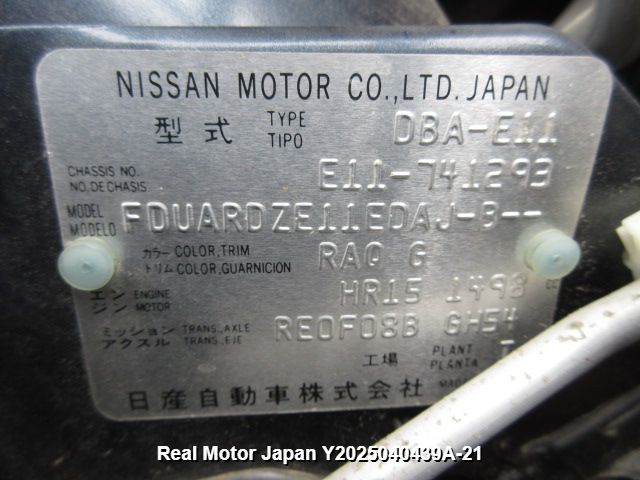 NISSAN MOTOR CO.,LTD. JAPAN
型式 TYPE TIPO DBA-E11
CHASSIS NO. NO.DE CHASIS E11-741293
MODEL MODELO FDUARDZE11EDAJ-B--
カラー COLOR,TRIM トリム COLOR,GUARNICION RAQ G
エンジン ENGINE MOTOR HR15 1498 cc
ミッション TRANS.,AXLE アクスル TRANS.,EJE RE0F08B GH54
工場 PLANT PLANTA
日産自動車株式会社 MADE
Real Motor Japan Y2025040439A-21